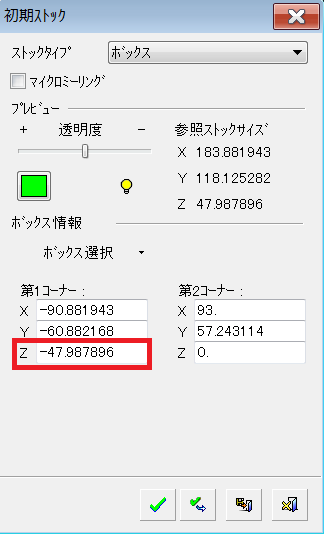 初期ストック
ストックタイプ ボックス
マイクロミーリング
プレビュー
+ 透明度 -
参照ストックサイズ
X 183.881943
Y 118.125282
Z 47.987896
ボックス情報
ボックス選択
第1コーナー :
X -90.881943
Y -60.882168
Z -47.987896
第2コーナー :
X 93.
Y 57.243114
Z 0.